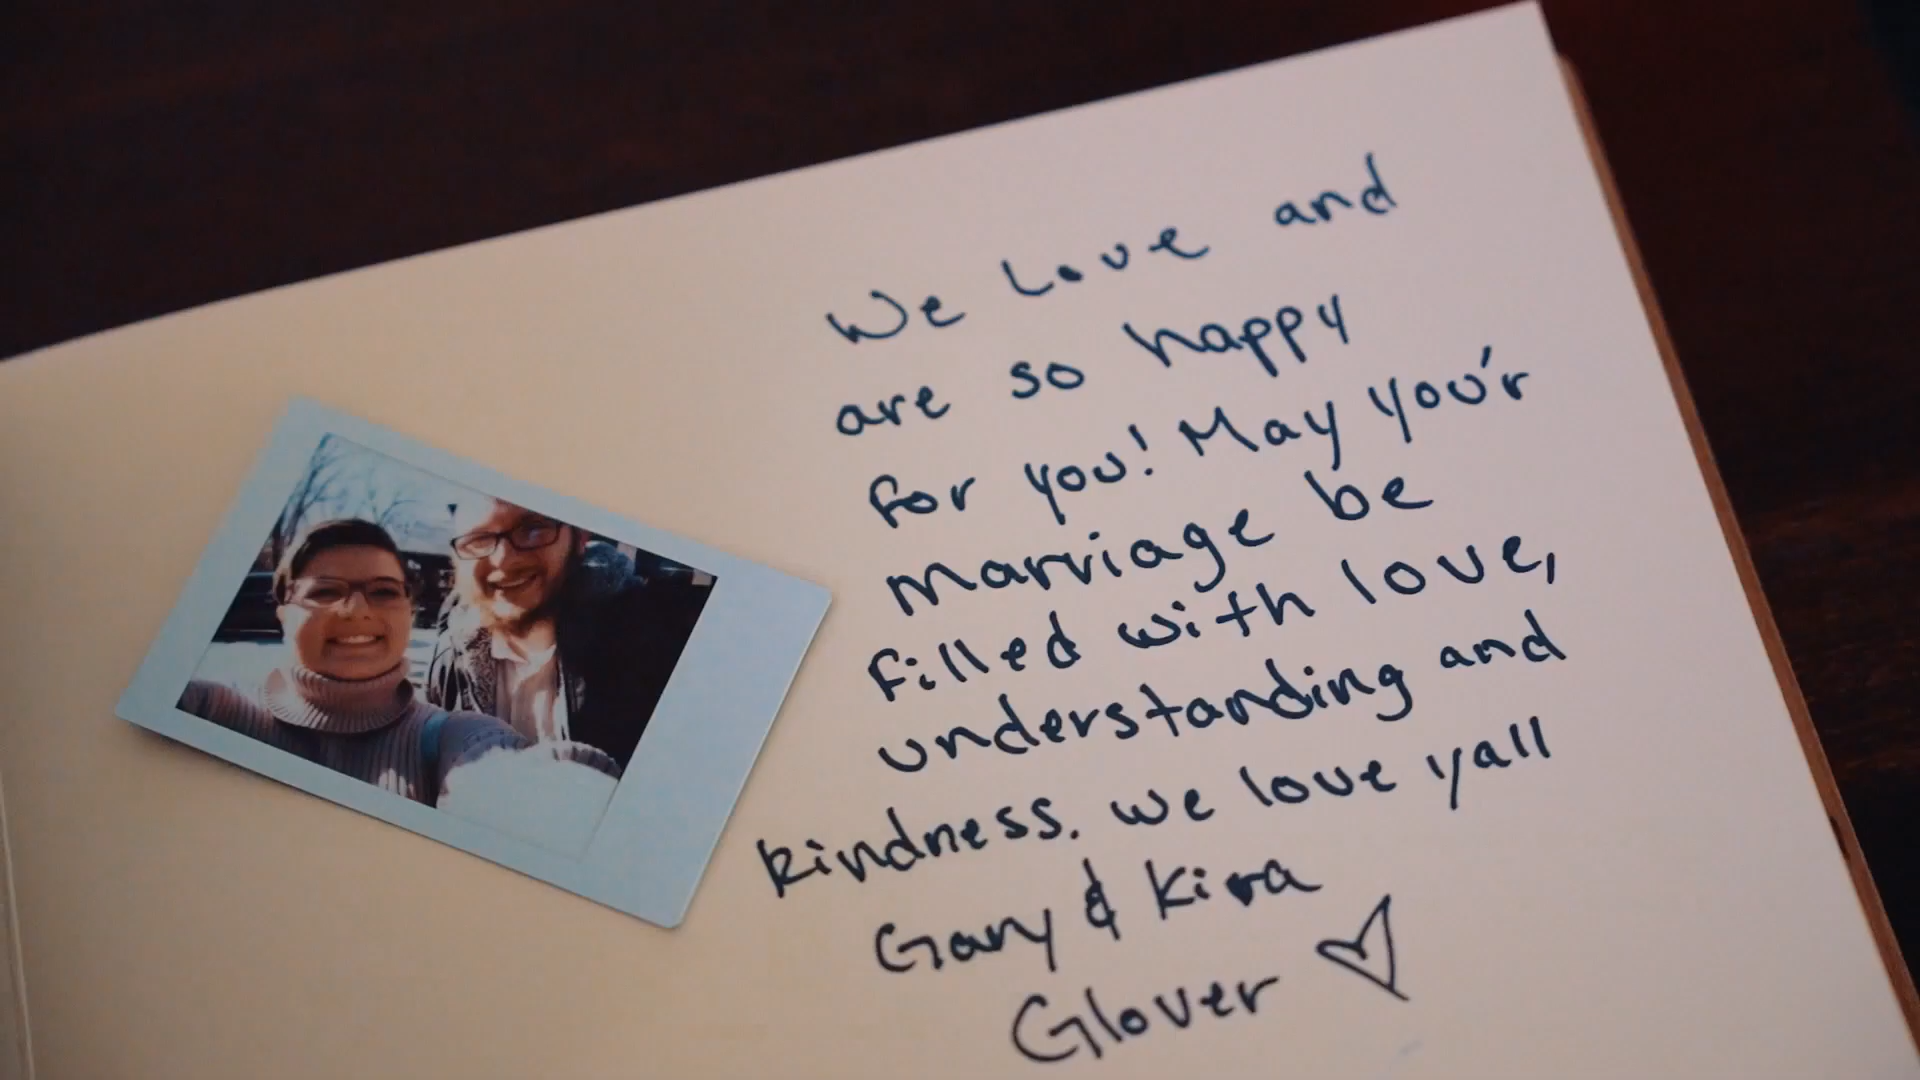 We Love and
are so happy
for you! May you'r
marriage be
filled with love,
understanding and
kindness. we love yall
Gary & Kira
Glover ♡